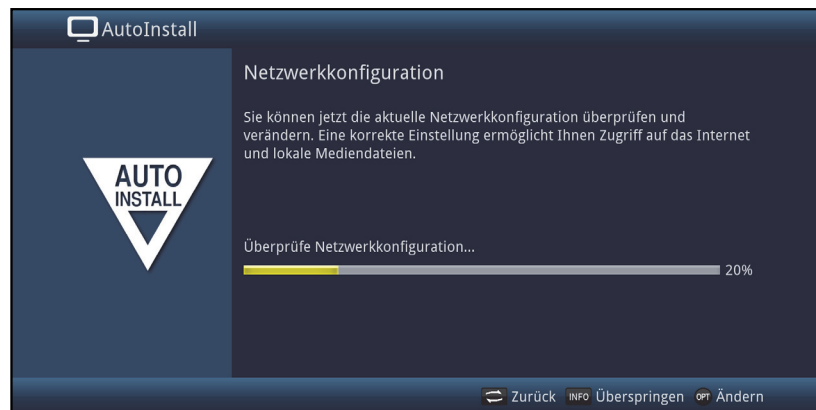 AutoInstall
Netzwerkkonfiguration
Sie können jetzt die aktuelle Netzwerkkonfiguration überprüfen und
verändern. Eine korrekte Einstellung ermöglicht Ihnen Zugriff auf das Internet
und lokale Mediendateien.
AUTO
INSTALL
Überprüfe Netzwerkkonfiguration...
20%
Zurück INFO Überspringen OPT Ändern